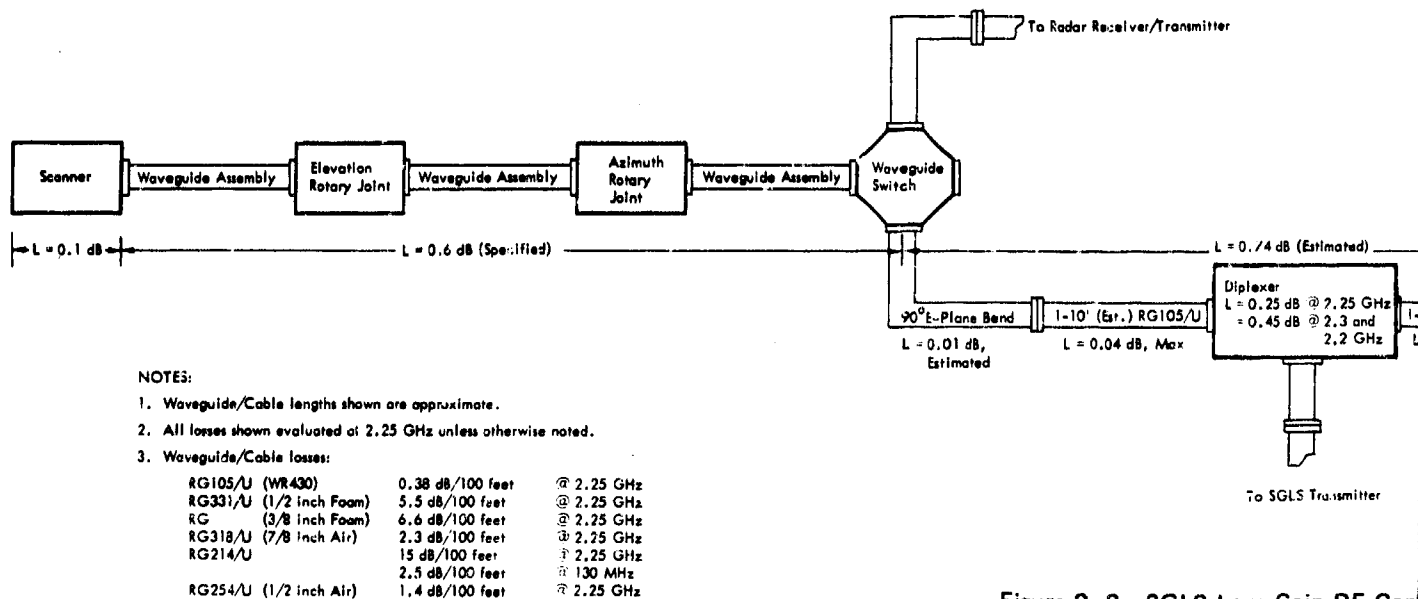 To Radar Receiver/Transmitter
Scanner
Waveguide Assembly
Elevation
Rotary Joint
Waveguide Assembly
Azimuth
Rotary
Joint
Waveguide Assembly
Waveguide
Switch
L = 0.1 dB
L = 0.6 dB (Specified)
L = 0.74 dB (Estimated)
Diplexer
L = 0.25 dB @ 2.25 GHz
= 0.45 dB @ 2.3 and
2.2 GHz
90° E-Plane Bend
1-10' (Est.) RG105/U
1-
L = 0.01 dB,
Estimated
L = 0.04 dB, Max
L
To SGLS Transmitter
NOTES:
1. Waveguide/Cable lengths shown are approximate.
2. All losses shown evaluated at 2.25 GHz unless otherwise noted.
3. Waveguide/Cable losses:
RG105/U (WR430) 0.38 dB/100 feet @ 2.25 GHz
RG331/U (1/2 inch Foam) 5.5 dB/100 feet @ 2.25 GHz
RG (3/8 inch Foam) 6.6 dB/100 feet @ 2.25 GHz
RG318/U (7/8 inch Air) 2.3 dB/100 feet @ 2.25 GHz
RG214/U 15 dB/100 feet @ 2.25 GHz
2.5 dB/100 feet @ 130 MHz
RG254/U (1/2 inch Air) 1.4 dB/100 feet @ 2.25 GHz